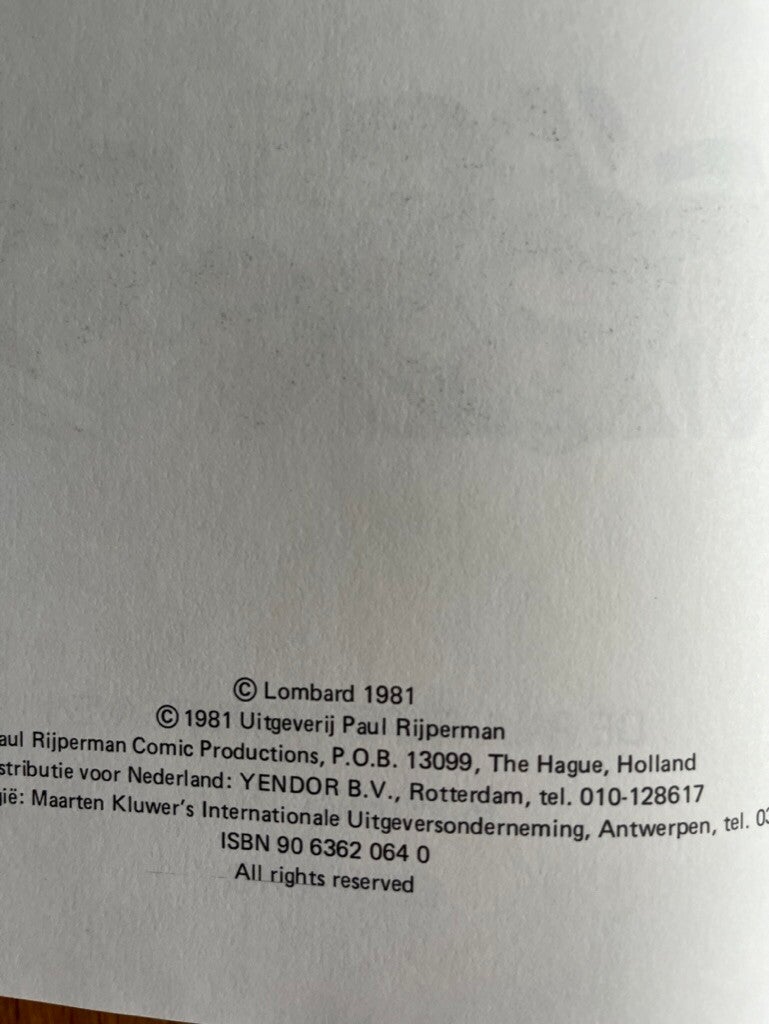 © Lombard 1981
© 1981 Uitgeverij Paul Rijperman
aul Rijperman Comic Productions, P.O.B. 13099, The Hague, Holland
stributie voor Nederland: YENDOR B.V., Rotterdam, tel. 010-128617
gië: Maarten Kluwer's Internationale Uitgeversonderneming, Antwerpen, tel. 03
ISBN 90 6362 064 0
All rights reserved